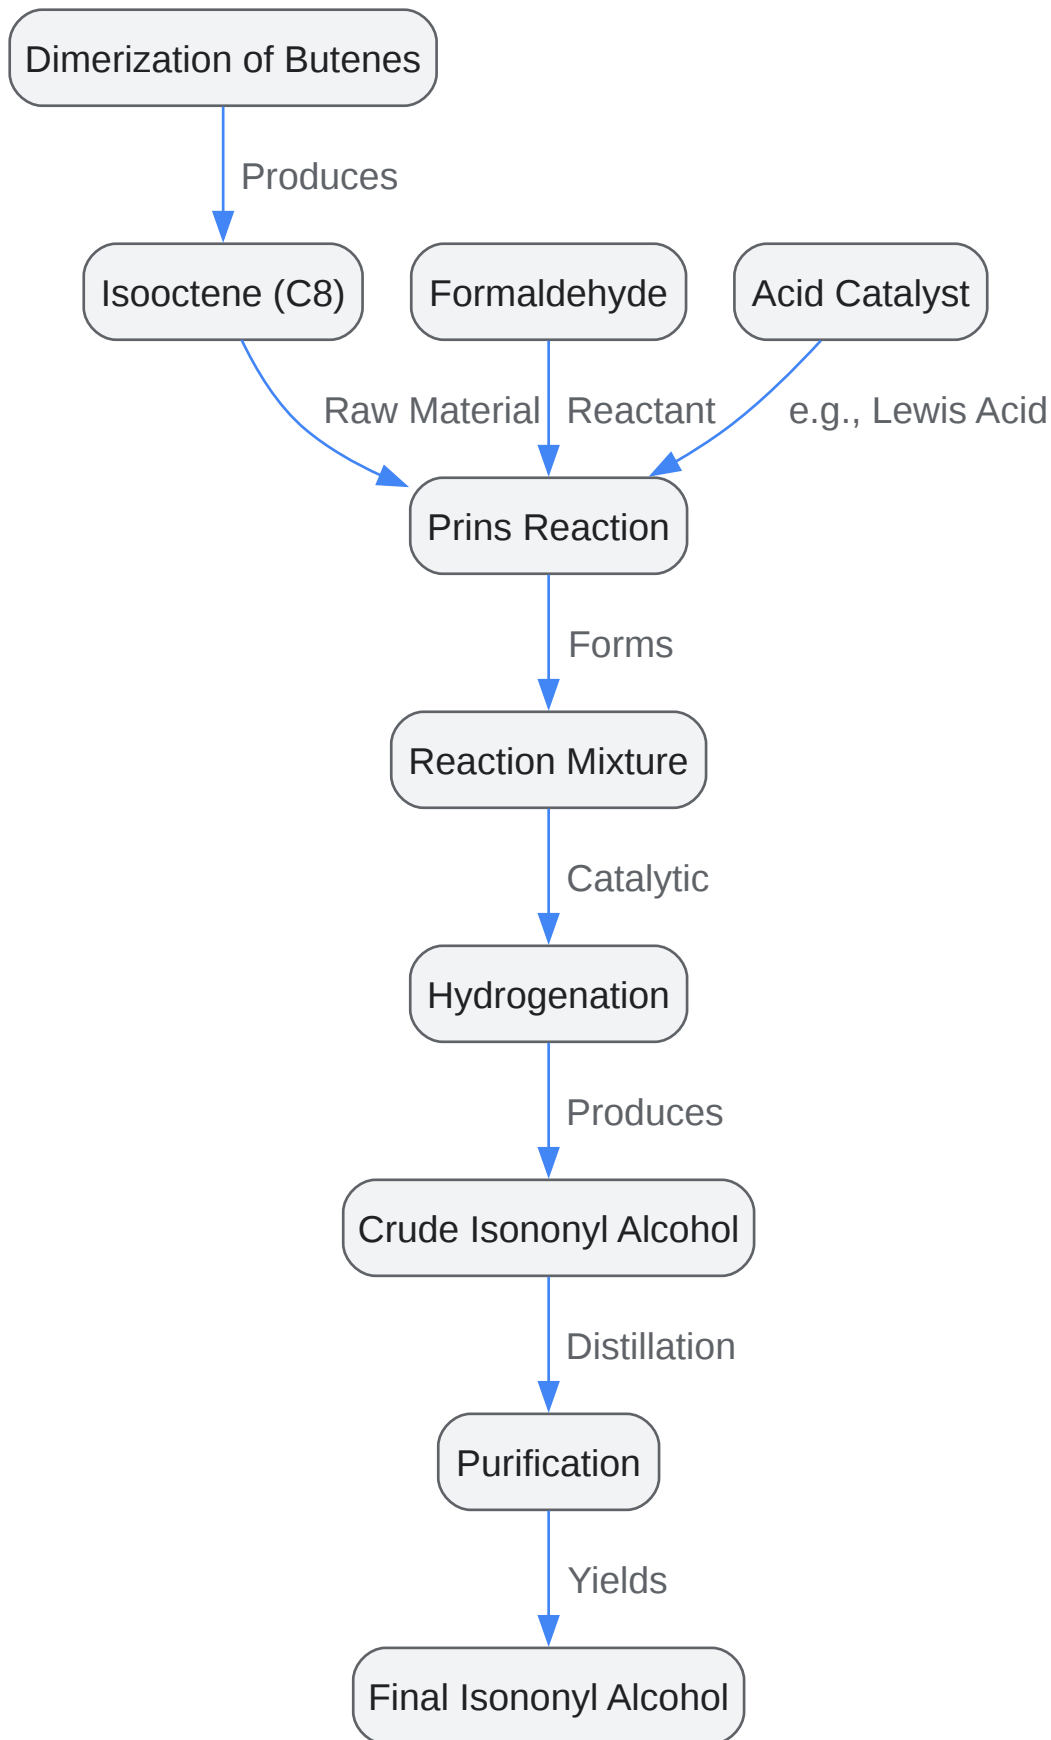 Dimerization of Butenes
Produces
Isooctene (C8)
Formaldehyde
Acid Catalyst
Raw Material
Reactant
e.g., Lewis Acid
Prins Reaction
Forms
Reaction Mixture
Catalytic
Hydrogenation
Produces
Crude Isononyl Alcohol
Distillation
Purification
Yields
Final Isononyl Alcohol